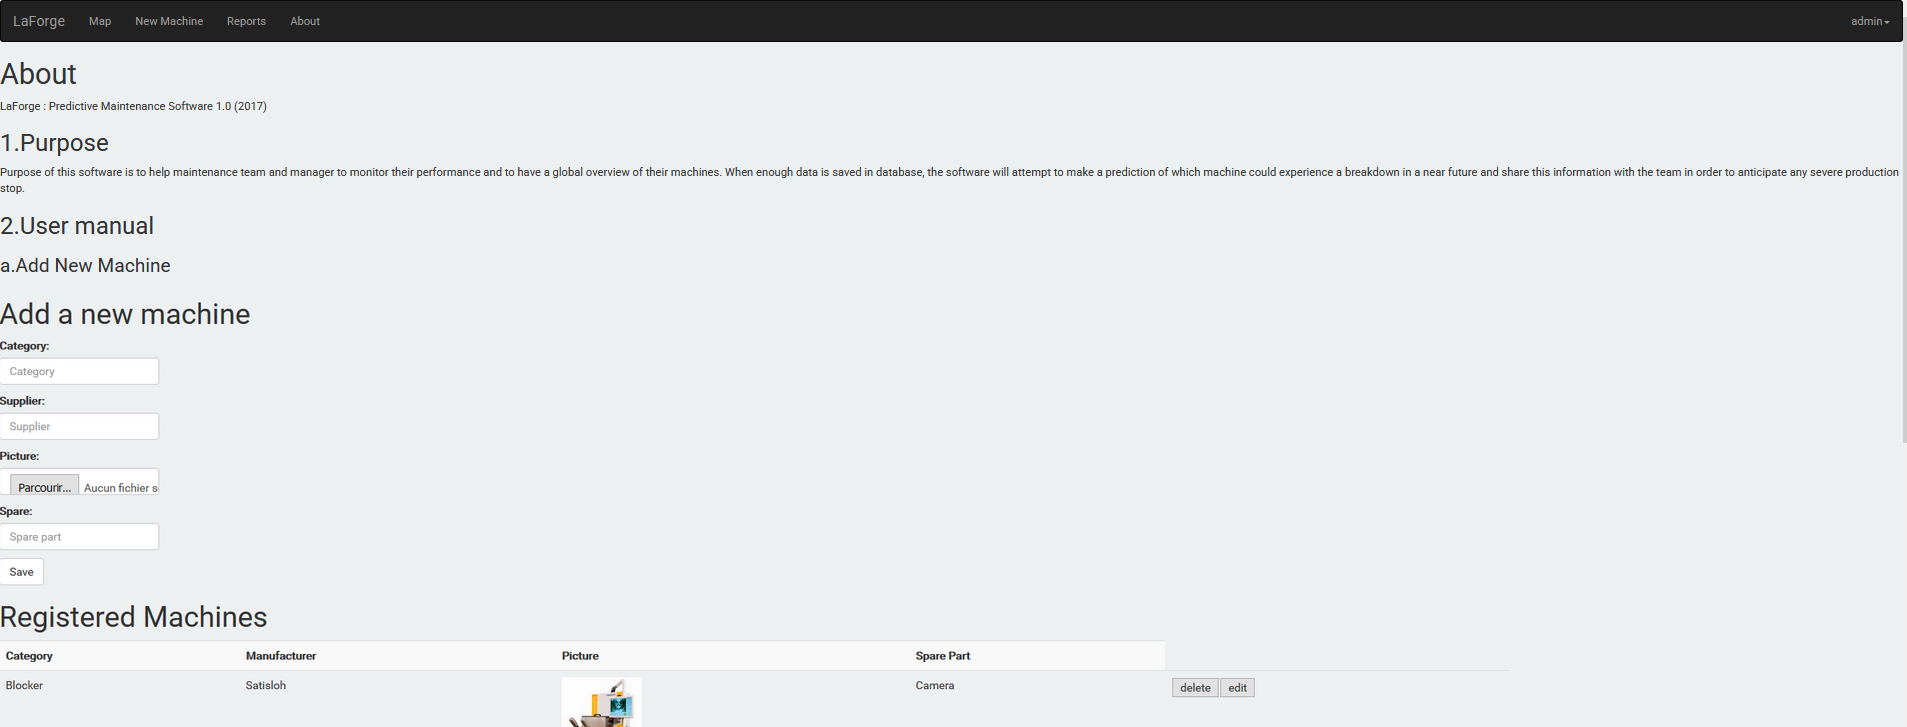 LaForge Map New Machine Reports About admin
About
LaForge : Predictive Maintenance Software 1.0 (2017)
1.Purpose
Purpose of this software is to help maintenance team and manager to monitor their performance and to have a global overview of their machines. When enough data is saved in database, the software will attempt to make a prediction of which machine could experience a breakdown in a near future and share this information with the team in order to anticipate any severe production
stop.
2.User manual
a.Add New Machine
Add a new machine
Category:
Category
Supplier:
Supplier
Picture:
Parcourir... Aucun fichier s
Spare:
Spare part
Save
Registered Machines
Category Manufacturer Picture Spare Part
Blocker Satisloh Camera delete edit